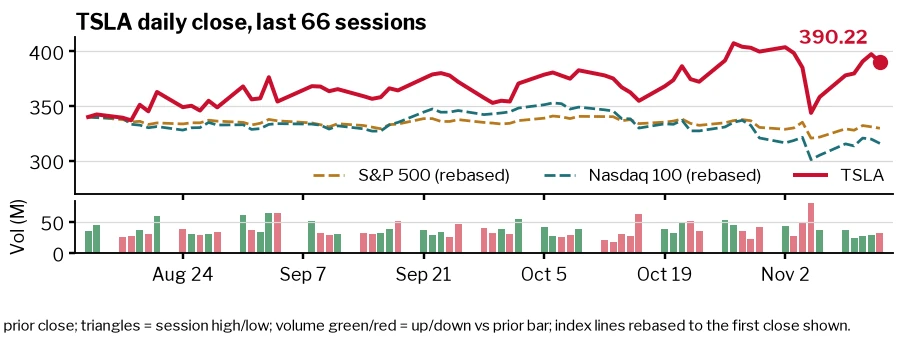 TSLA daily close, last 66 sessions
390.22
400
350
300
S&P 500 (rebased) Nasdaq 100 (rebased) TSLA
Vol (M)
50
0
Aug 24 Sep 7 Sep 21 Oct 5 Oct 19 Nov 2
prior close; triangles = session high/low; volume green/red = up/down vs prior bar; index lines rebased to the first close shown.